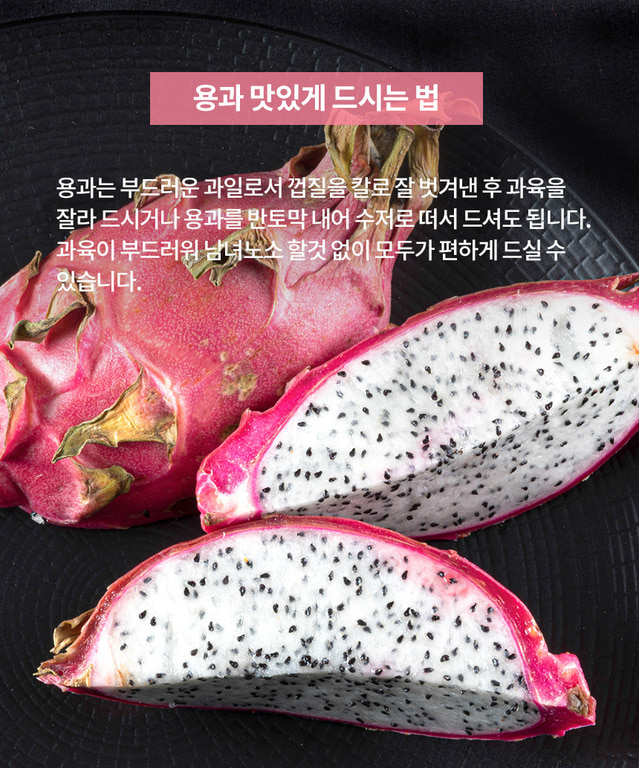 용과 맛있게 드시는 법
용과는 부드러운 과일로서 껍질을 칼로 잘 벗겨낸 후 과육을
잘라 드시거나 용과를 반토막 내어 수저로 떠서 드셔도 됩니다.
과육이 부드러워 남녀노소 할것 없이 모두가 편하게 드실 수
있습니다.